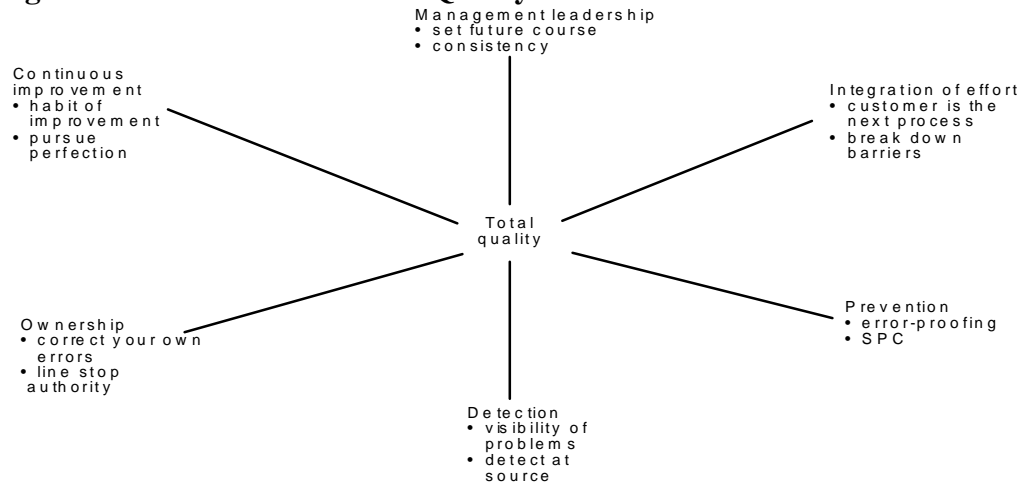 Management leadership
• set future course
• consistency
Continuous
improvement
• habit of
improvement
• pursue
perfection
Integration of effort
• customer is the
next process
• break down
barriers
Total
quality
Ownership
• correct your own
errors
• line stop
authority
Prevention
• error-proofing
• SPC
Detection
• visibility of
problems
• detect at
source